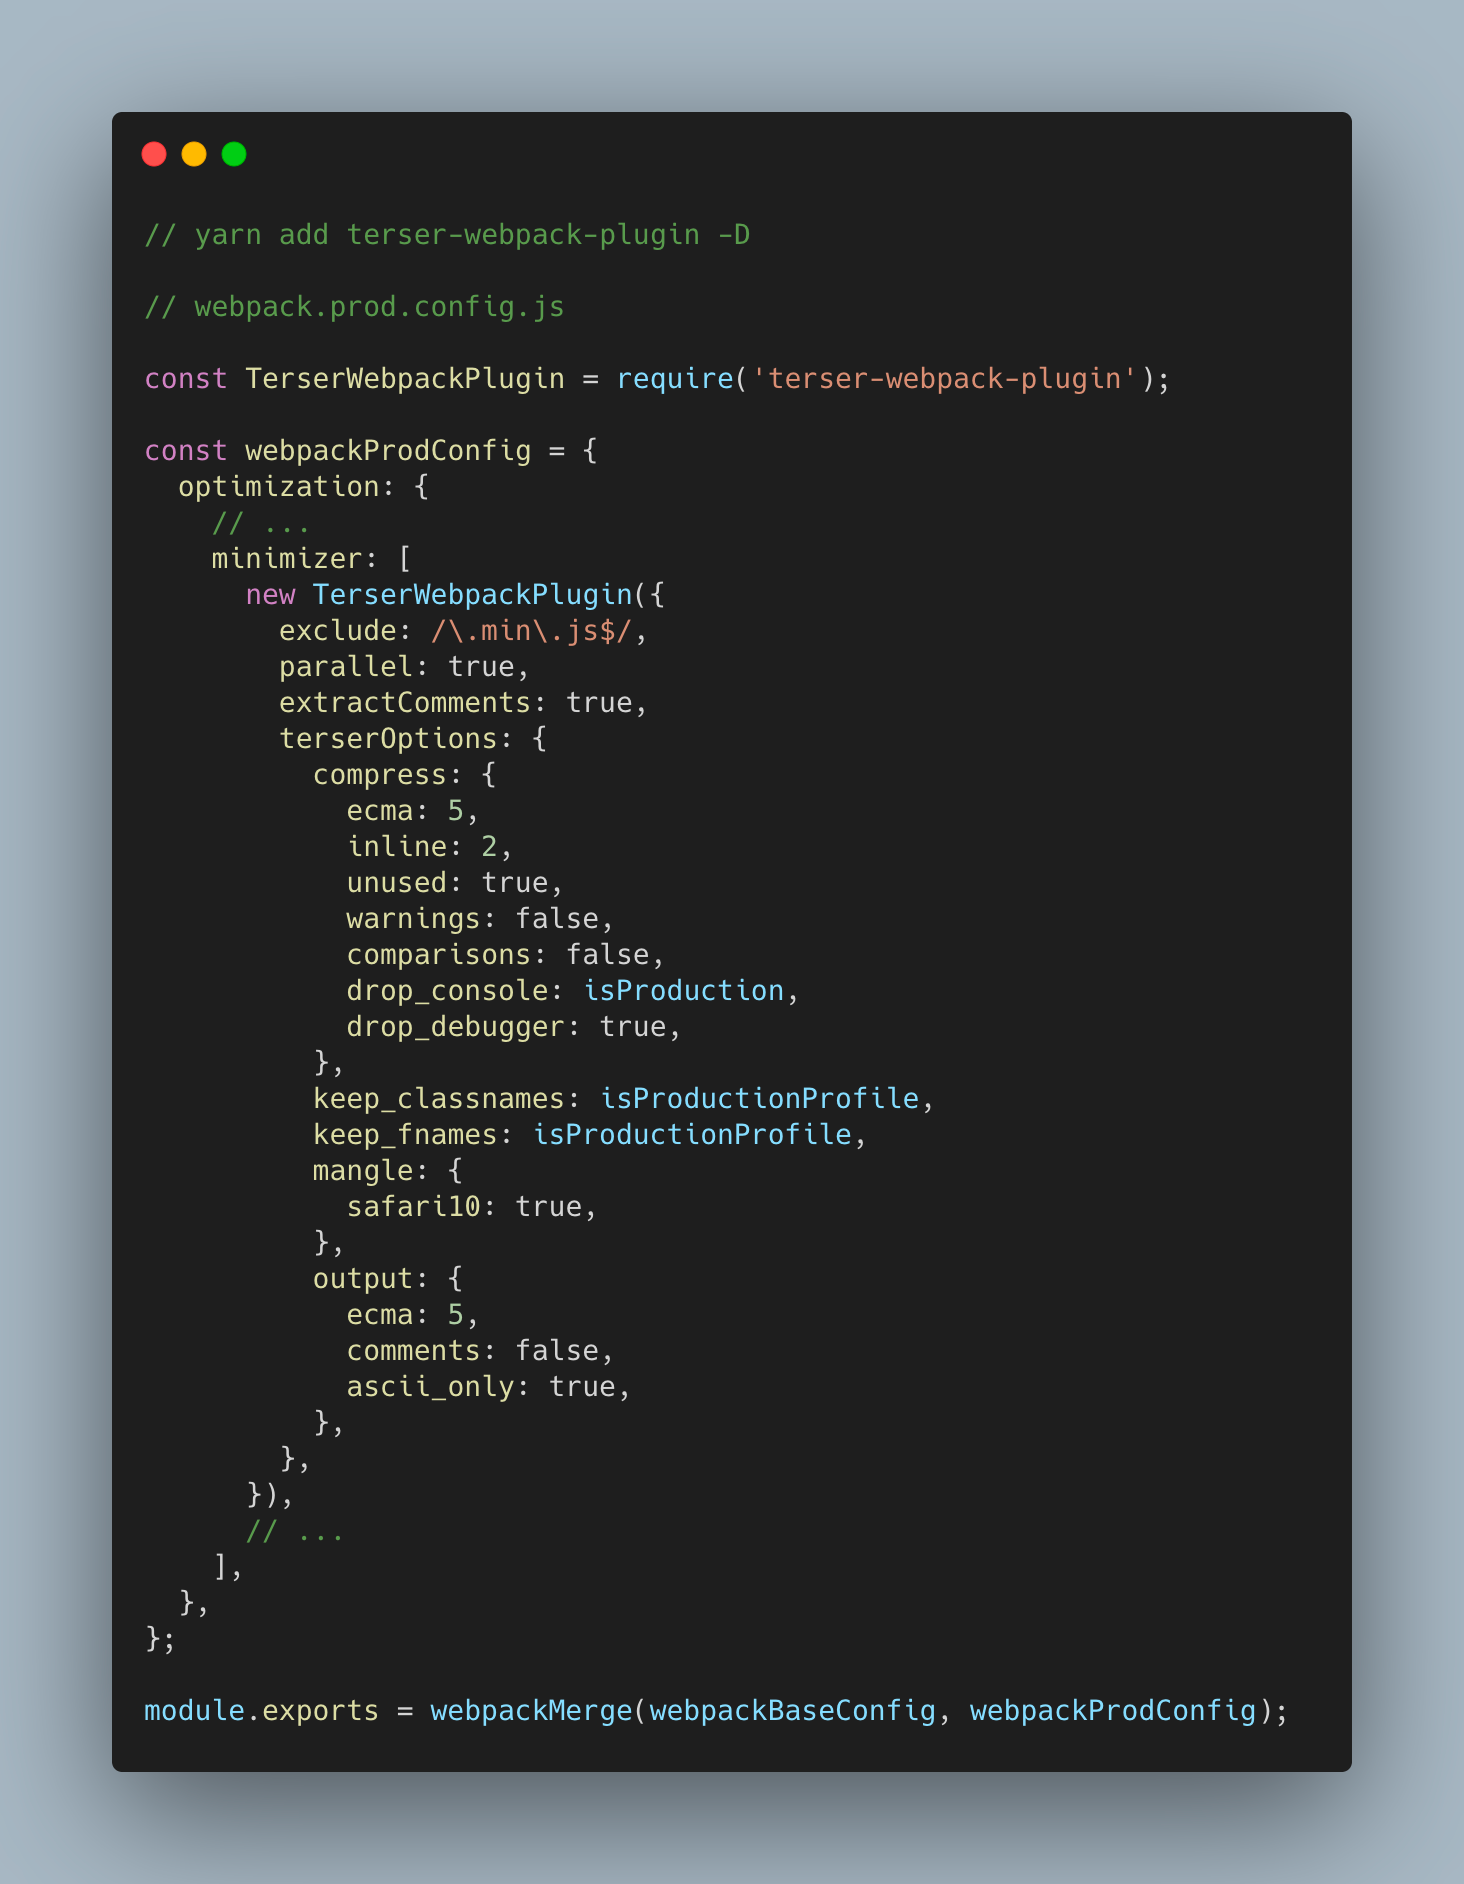 // yarn add terser-webpack-plugin -D
// webpack.prod.config.js
const TerserWebpackPlugin = require('terser-webpack-plugin');
const webpackProdConfig = {
  optimization: {
    // ...
    minimizer: [
      new TerserWebpackPlugin({
        exclude: /\.min\.js$/,
        parallel: true,
        extractComments: true,
        terserOptions: {
          compress: {
            ecma: 5,
            inline: 2,
            unused: true,
            warnings: false,
            comparisons: false,
            drop_console: isProduction,
            drop_debugger: true,
          },
          keep_classnames: isProductionProfile,
          keep_fnames: isProductionProfile,
          mangle: {
            safari10: true,
          },
          output: {
            ecma: 5,
            comments: false,
            ascii_only: true,
          },
        },
      }),
      // ...
    ],
  },
};
module.exports = webpackMerge(webpackBaseConfig, webpackProdConfig);